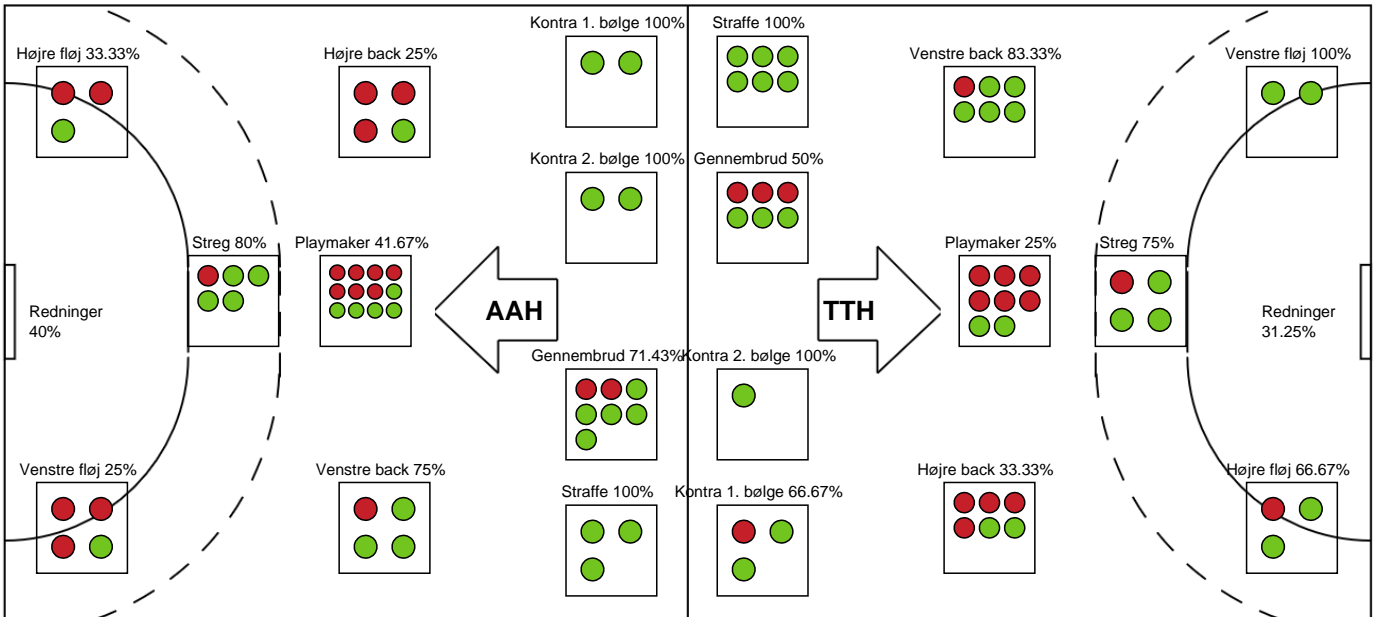 Kontra 1. bølge 100%
Straffe 100%
Højre fløj 33.33%
Højre back 25%
Venstre back 83.33%
Venstre fløj 100%
Kontra 2. bølge 100%
Gennembrud 50%
Streg 80%
Playmaker 41.67%
Playmaker 25%
Streg 75%
Redninger
40%
AAH
TTH
Redninger
31.25%
Gennembrud 71.43%
Kontra 2. bølge 100%
Venstre fløj 25%
Venstre back 75%
Højre back 33.33%
Højre fløj 66.67%
Straffe 100%
Kontra 1. bølge 66.67%